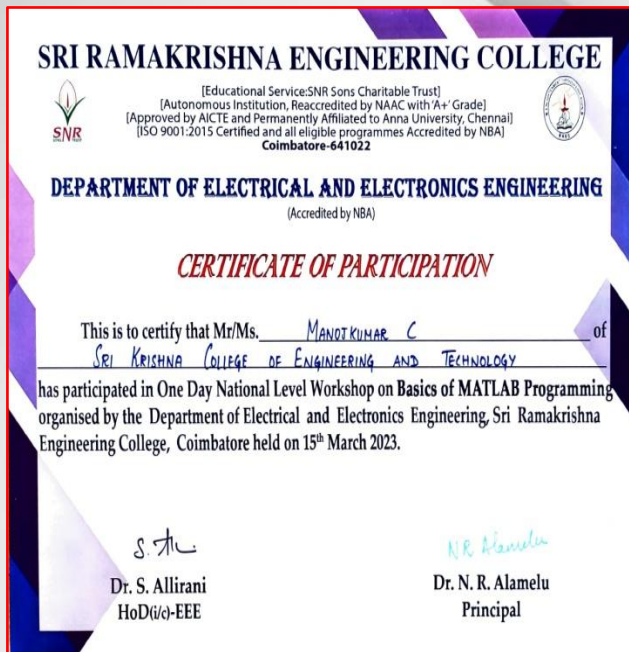 SRI RAMAKRISHNA ENGINEERING COLLEGE
[Educational Service:SNR Sons Charitable Trust]
[Autonomous Institution, Reaccredited by NAAC with 'A+' Grade]
[Approved by AICTE and Permanently Affiliated to Anna University, Chennai]
[ISO 9001:2015 Certified and all eligible programmes Accredited by NBA]
Coimbatore-641022
SNR
DEPARTMENT OF ELECTRICAL AND ELECTRONICS ENGINEERING
(Accredited by NBA)
CERTIFICATE OF PARTICIPATION
This is to certify that Mr/Ms. MANOJKUMAR C of
SRI KRISHNA COLLEGE OF ENGINEERING AND TECHNOLOGY
has participated in One Day National Level Workshop on Basics of MATLAB Programming
organised by the Department of Electrical and Electronics Engineering, Sri Ramakrishna
Engineering College, Coimbatore held on 15th March 2023.
NR Alamelu
Dr. S. Allirani
HoD(i/c)-EEE
Dr. N. R. Alamelu
Principal